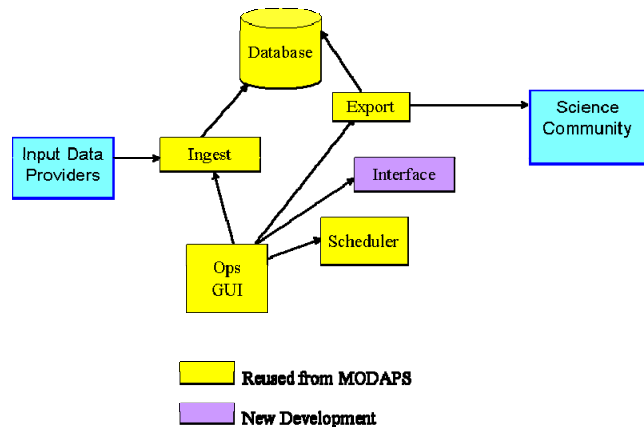 Database
Export
Science
Community
Input Data
Providers
Ingest
Interface
Scheduler
Ops
GUI
Reused from MODAPS
New Development